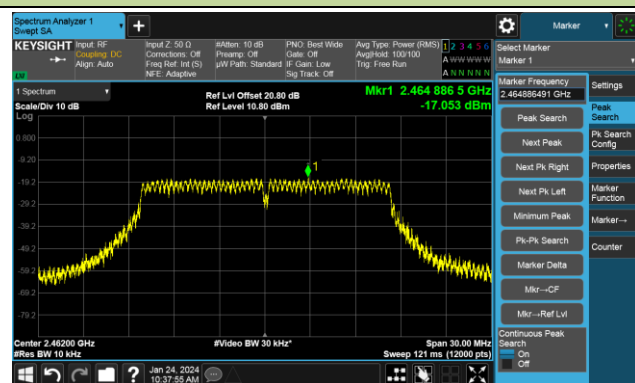 Spectrum Analyzer 1
Swept SA
Marker
KEYSIGHT
Input: RF
Coupling: DC
Align: Auto
Input Z: 50 Ω
Corrections: Off
Freq Ref: Int (S)
NFE: Adaptive
#Atten: 10 dB
Preamp: Off
µW Path: Standard
PNO: Best Wide
Gate: Off
IF Gain: Low
Sig Track: Off
Avg Type: Power (RMS)
Avg|Hold: 100/100
Trig: Free Run
1 2 3 4 5 6
A W W W W W
A N N N N N
LW
Select Marker
Marker 1
1 Spectrum
Scale/Div 10 dB
Log
Ref Lvl Offset 20.80 dB
Ref Level 10.80 dBm
Mkr1 2.464 886 5 GHz
-17.053 dBm
0.800
-9.20
-19.2
-29.2
-39.2
-49.2
-59.2
-69.2
-79.2
1
Center 2.46200 GHz
#Res BW 10 kHz
#Video BW 30 kHz*
Span 30.00 MHz
Sweep 121 ms (12000 pts)
Marker Frequency
2.464886491 GHz
Peak Search
Next Peak
Next Pk Right
Next Pk Left
Minimum Peak
Pk-Pk Search
Marker Delta
Mkr→CF
Mkr→Ref Lvl
Continuous Peak
Search
On
Off
Settings
Peak
Search
Pk Search
Config
Properties
Marker
Function
Marker→
Counter
?
Jan 24, 2024
10:37:55 AM